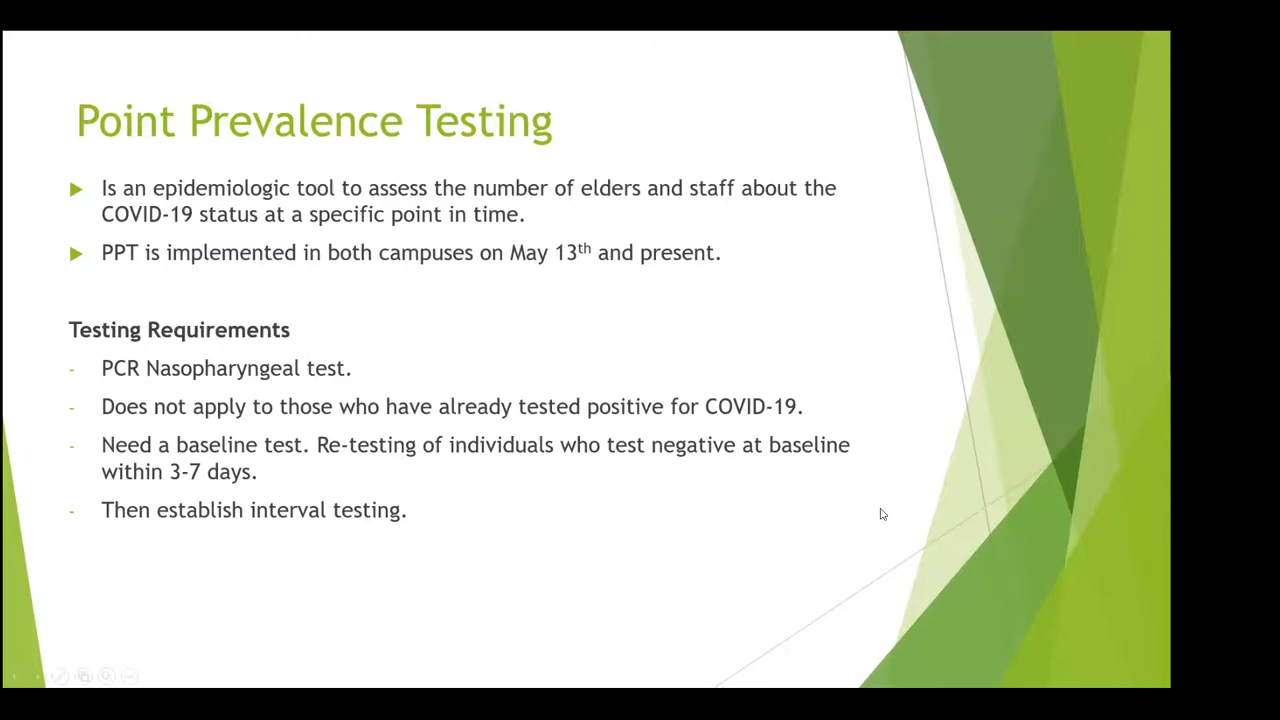 Point Prevalence Testing
Is an epidemiologic tool to assess the number of elders and staff about the
COVID-19 status at a specific point in time.
PPT is implemented in both campuses on May 13th and present.
Testing Requirements
- PCR Nasopharyngeal test.
- Does not apply to those who have already tested positive for COVID-19.
- Need a baseline test. Re-testing of individuals who test negative at baseline
within 3-7 days.
- Then establish interval testing.